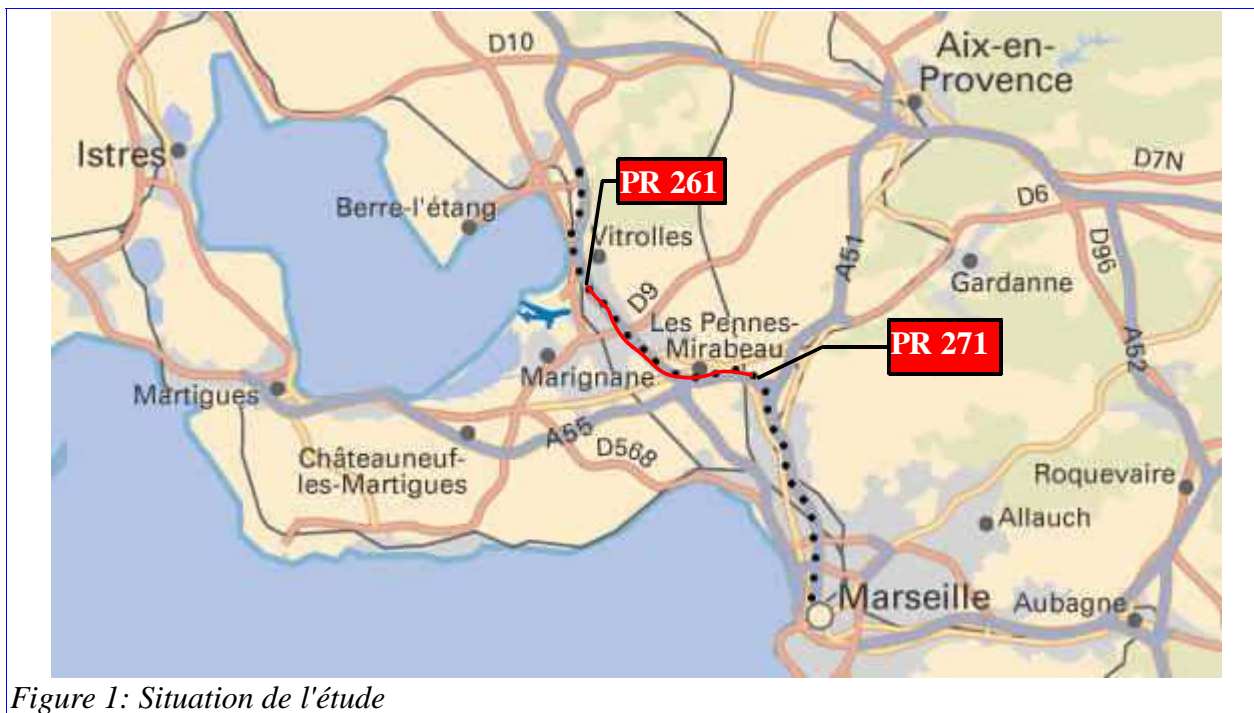 D10
Aix-en-
Provence
Istres
PR 261
D7N
D6
Berre-l'étang
Vitrolles
A51
D96
Gardanne
D9
Les Pennes-
Mirabeau
PR 271
A52
Marignane
Martigues
A55
D568
Châteauneuf-
les-Martigues
Roquevaire
Allauch
Marseille
Aubagne
Figure 1: Situation de l'étude